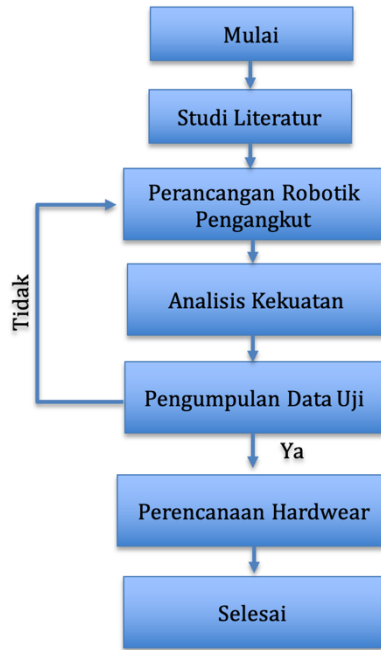 Mulai
Studi Literatur
Perancangan Robotik
Pengangkut
Analisis Kekuatan
Tidak
Pengumpulan Data Uji
Ya
Perencanaan Hardwear
Selesai